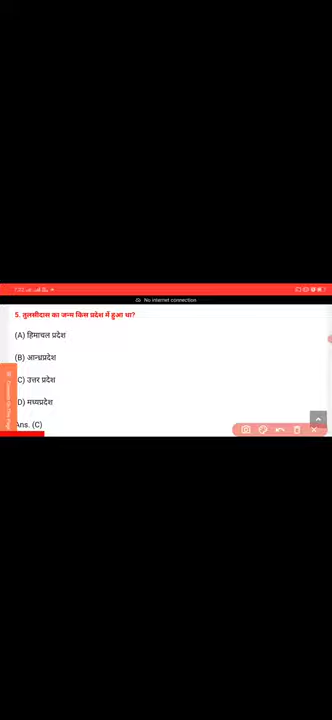 No internet connection
5. तुलसीदास का जन्म किस प्रदेश में हुआ था?
(A) हिमाचल प्रदेश
(B) आन्ध्रप्रदेश
C) उत्तर प्रदेश
D) मध्यप्रदेश
Ans. (C)